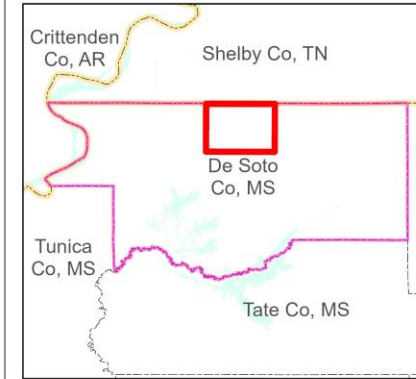 Crittenden
Co, AR
Shelby Co, TN
De Soto
Co, MS
Tunica
Co, MS
Tate Co, MS